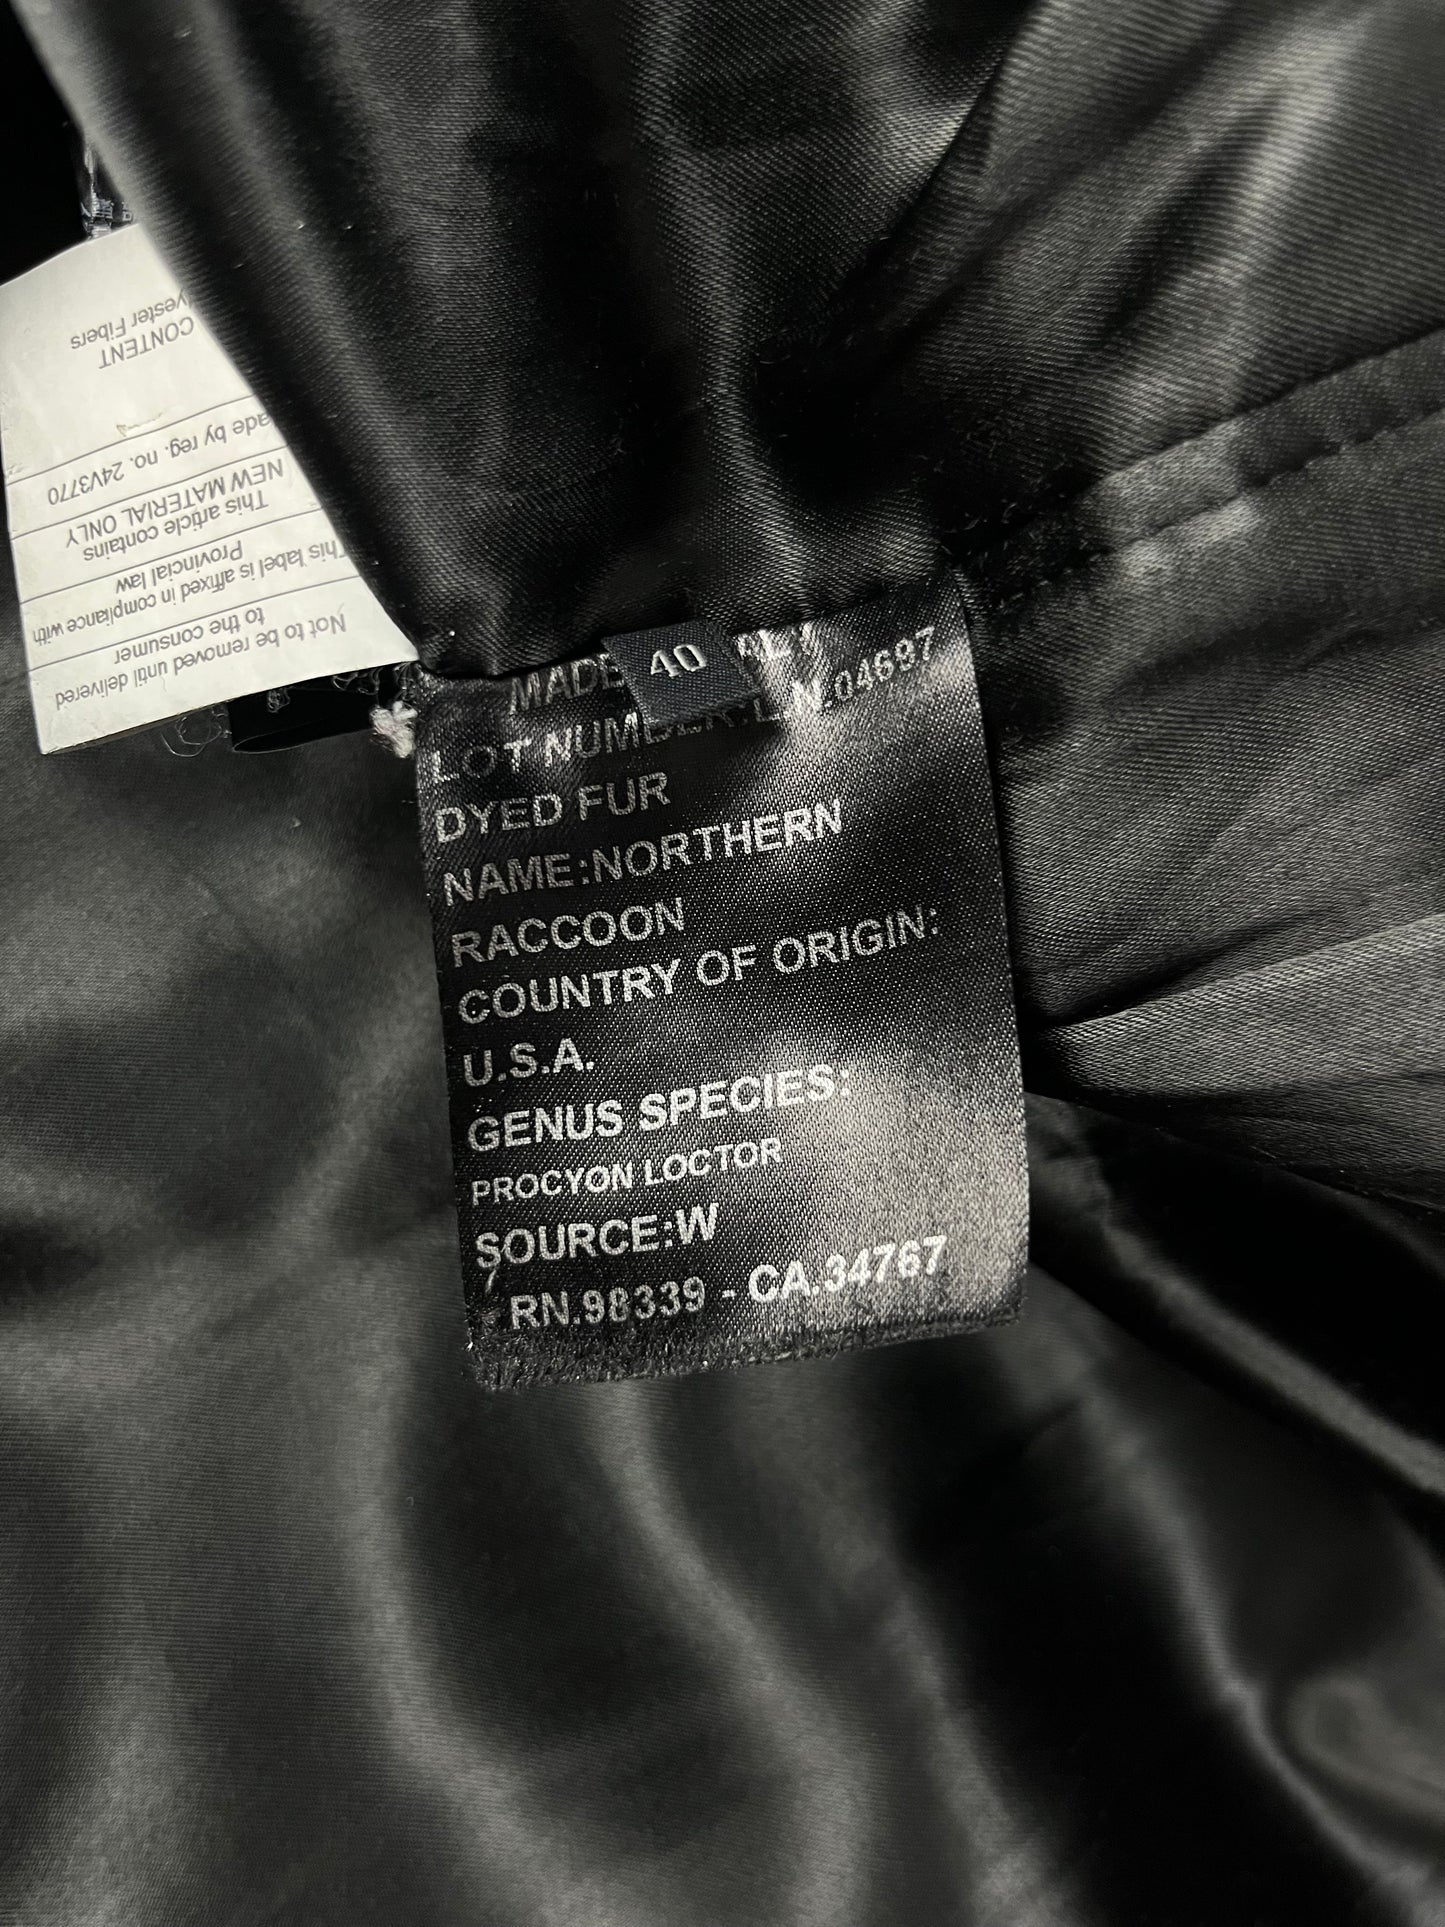 40
MADE
LOT NUMBER: .04697
DYED FUR
NAME:NORTHERN
RACCOON
COUNTRY OF ORIGIN:
U.S.A.
GENUS SPECIES:
PROCYON LOCTOR
SOURCE:W
RN.98339 - CA.34767
Not to be removed until delivered
to the consumer
This label is affixed in compliance with
Provincial law
This article contains
NEW MATERIAL ONLY
ade by reg. no. 24V3770
CONTENT
yester Fibers